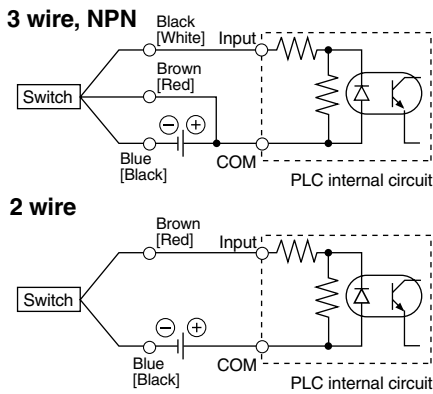 3 wire, NPN
Black
[White]
Input
Brown
[Red]
Switch
⊖ ⊕
Blue
[Black]
COM
PLC internal circuit
2 wire
Brown
[Red]
Input
Switch
⊖ ⊕
Blue
[Black]
COM
PLC internal circuit